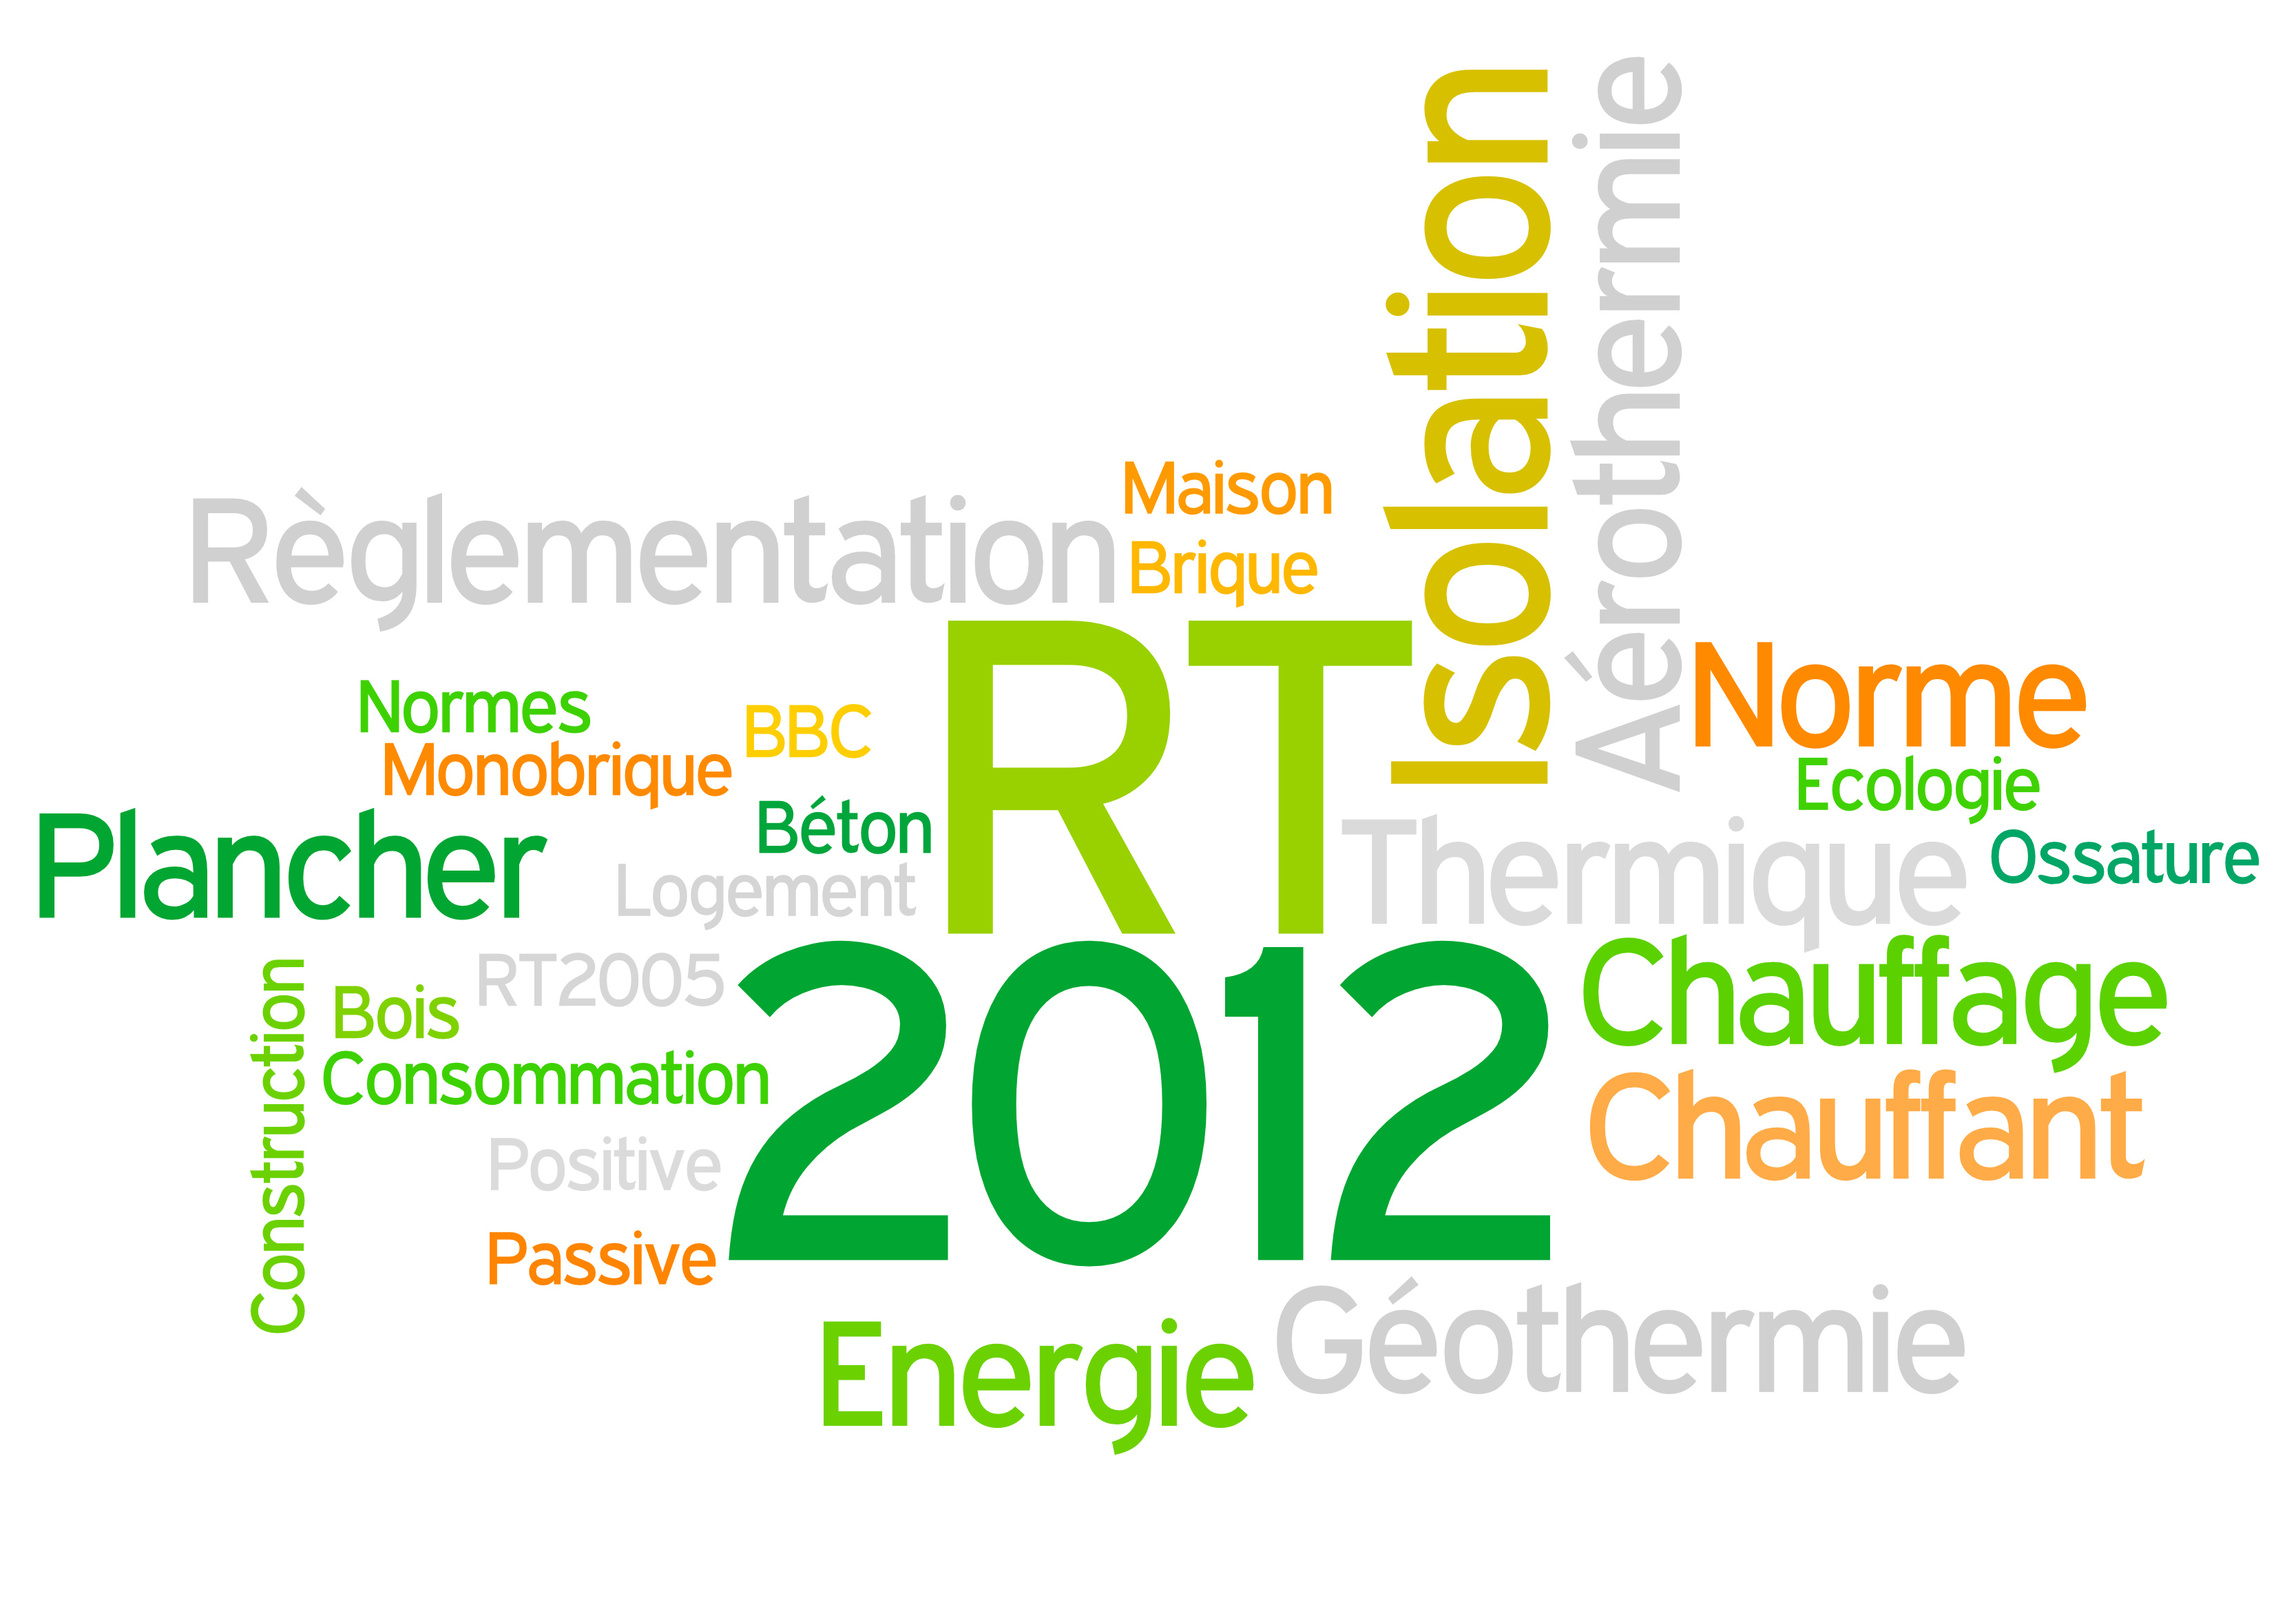 Isolation
Aèrothermie
Maison
Règlementation
Brique
RT
Norme
Normes
BBC
Monobrique
Ecologie
Béton
Plancher
Ossature
Thermique
Logement
RT2005
2012
Chauffage
Bois
Consommation
Construction
Chauffant
Positive
Passive
Energie
Géothermie